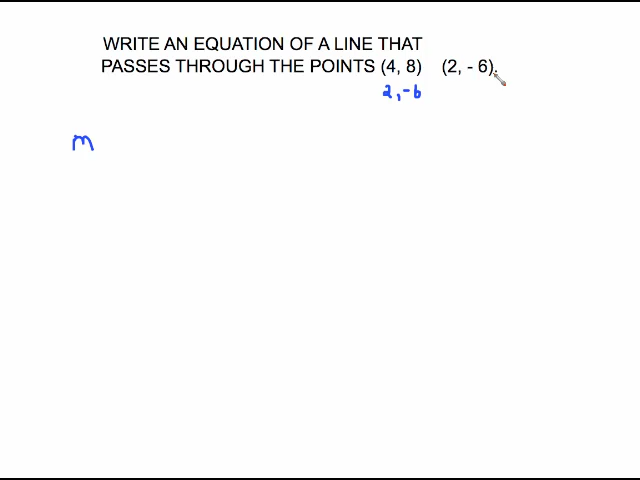 WRITE AN EQUATION OF A LINE THAT
PASSES THROUGH THE POINTS (4, 8) (2, - 6).
2,-6
m